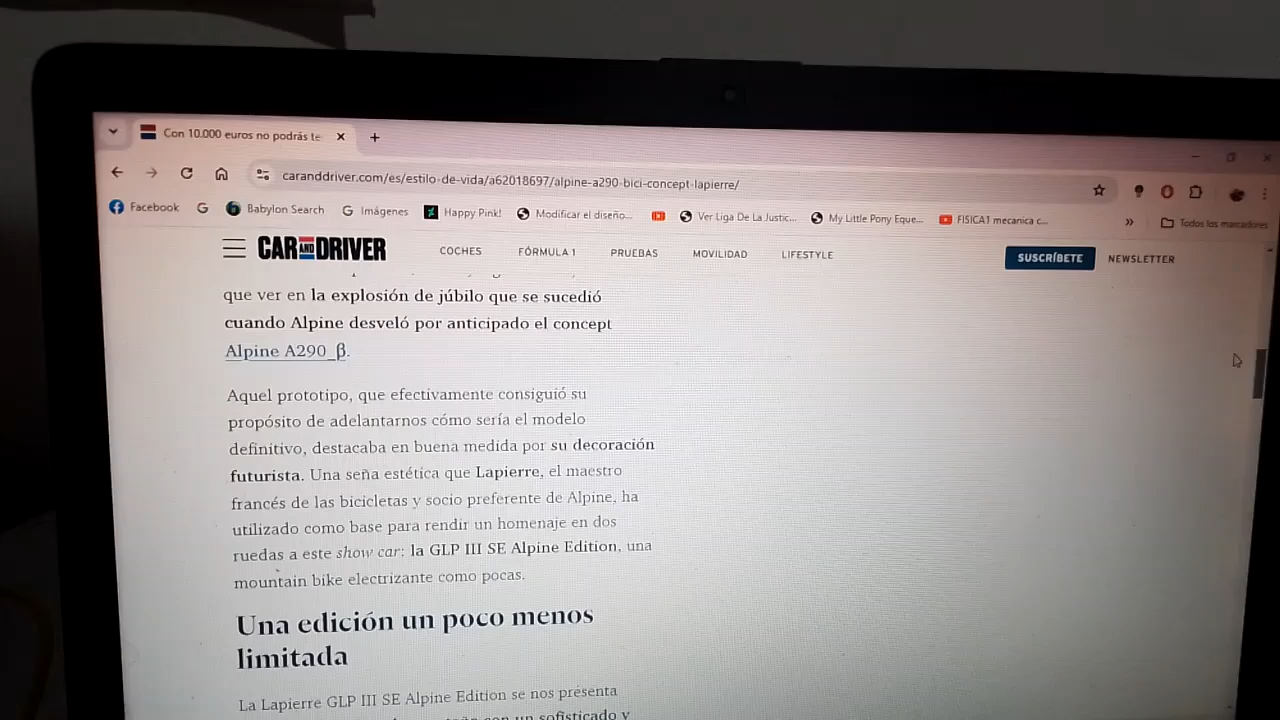 Con 10.000 euros no podrás te
caranddriver.com/es/estilo-de-vida/a62018697/alpine-a290-bici-concept-lapierre/
Facebook
Babylon Search
Imágenes
Happy Pink!
Modificar el diseño...
Ver Liga De La Justic...
My Little Pony Eque...
FISICA1 mecanica c...
Todos los marcadores
CAR AND DRIVER
COCHES
FÓRMULA 1
PRUEBAS
MOVILIDAD
LIFESTYLE
SUSCRÍBETE
NEWSLETTER
que ver en la explosión de júbilo que se sucedió
cuando Alpine desveló por anticipado el concept
Alpine A290_β.
Aquel prototipo, que efectivamente consiguió su
propósito de adelantarnos cómo sería el modelo
definitivo, destacaba en buena medida por su decoración
futurista. Una seña estética que Lapierre, el maestro
francés de las bicicletas y socio preferente de Alpine, ha
utilizado como base para rendir un homenaje en dos
ruedas a este show car: la GLP III SE Alpine Edition, una
mountain bike electrizante como pocas.
Una edición un poco menos
limitada
La Lapierre GLP III SE Alpine Edition se nos presenta
con un sofisticado y